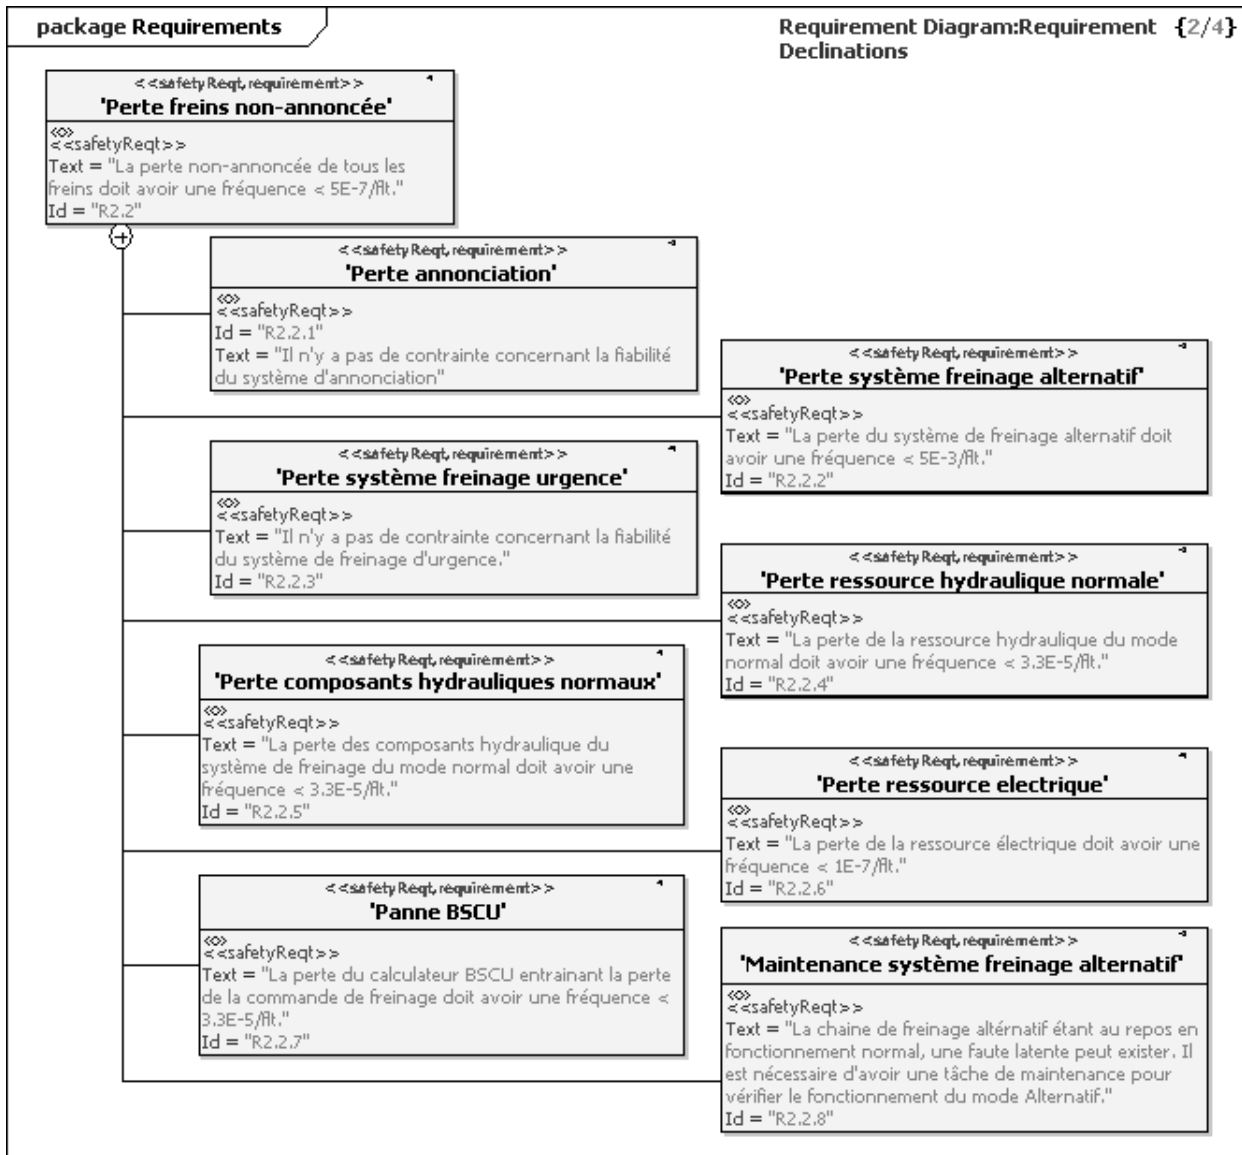 package Requirements
Requirement Diagram:Requirement {2/4}
Declinations
<<safetyReqt,requirement>>
'Perte freins non-annoncée'
<<safetyReqt>>
Text = "La perte non-annoncée de tous les
freins doit avoir une fréquence < 5E-7/flt."
Id = "R2.2"
<<safetyReqt,requirement>>
'Perte annonciation'
<<safetyReqt>>
Id = "R2.2.1"
Text = "Il n'y a pas de contrainte concernant la fiabilité
du système d'annonciation"
<<safetyReqt,requirement>>
'Perte système freinage alternatif'
<<safetyReqt>>
Text = "La perte du système de freinage alternatif doit
avoir une fréquence < 5E-3/flt."
Id = "R2.2.2"
<<safetyReqt,requirement>>
'Perte système freinage urgence'
<<safetyReqt>>
Text = "Il n'y a pas de contrainte concernant la fiabilité
du système de freinage d'urgence."
Id = "R2.2.3"
<<safetyReqt,requirement>>
'Perte ressource hydraulique normale'
<<safetyReqt>>
Text = "La perte de la ressource hydraulique du mode
normal doit avoir une fréquence < 3.3E-5/flt."
Id = "R2.2.4"
<<safetyReqt,requirement>>
'Perte composants hydrauliques normaux'
<<safetyReqt>>
Text = "La perte des composants hydraulique du
système de freinage du mode normal doit avoir une
fréquence < 3.3E-5/flt."
Id = "R2.2.5"
<<safetyReqt,requirement>>
'Perte ressource electrique'
<<safetyReqt>>
Text = "La perte de la ressource électrique doit avoir une
fréquence < 1E-7/flt."
Id = "R2.2.6"
<<safetyReqt,requirement>>
'Panne BSCU'
<<safetyReqt>>
Text = "La perte du calculateur BSCU entrainant la perte
de la commande de freinage doit avoir une fréquence <
3.3E-5/flt."
Id = "R2.2.7"
<<safetyReqt,requirement>>
'Maintenance système freinage alternatif'
<<safetyReqt>>
Text = "La chaine de freinage altérnatif étant au repos en
fonctionnement normal, une faute latente peut exister. Il
est nécessaire d'avoir une tâche de maintenance pour
vérifier le fonctionnement du mode Alternatif."
Id = "R2.2.8"